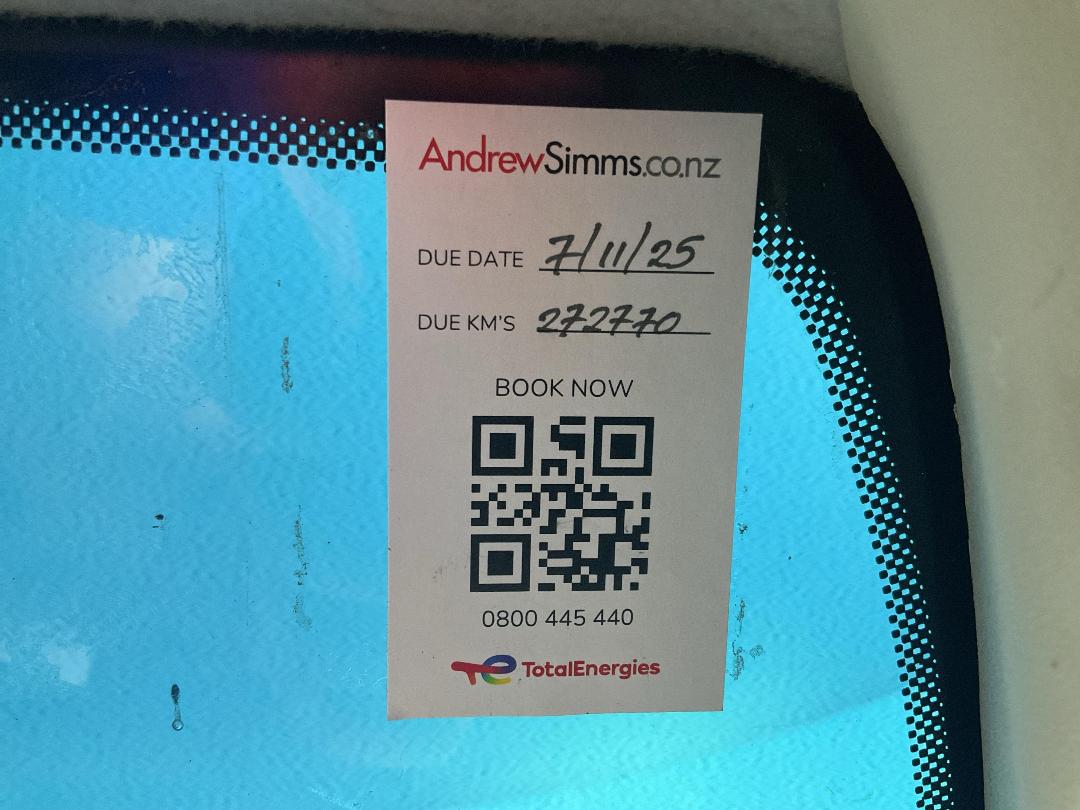 AndrewSimms.co.nz
DUE DATE 7/11/25
DUE KM'S 272770
BOOK NOW
0800 445 440
TotalEnergies